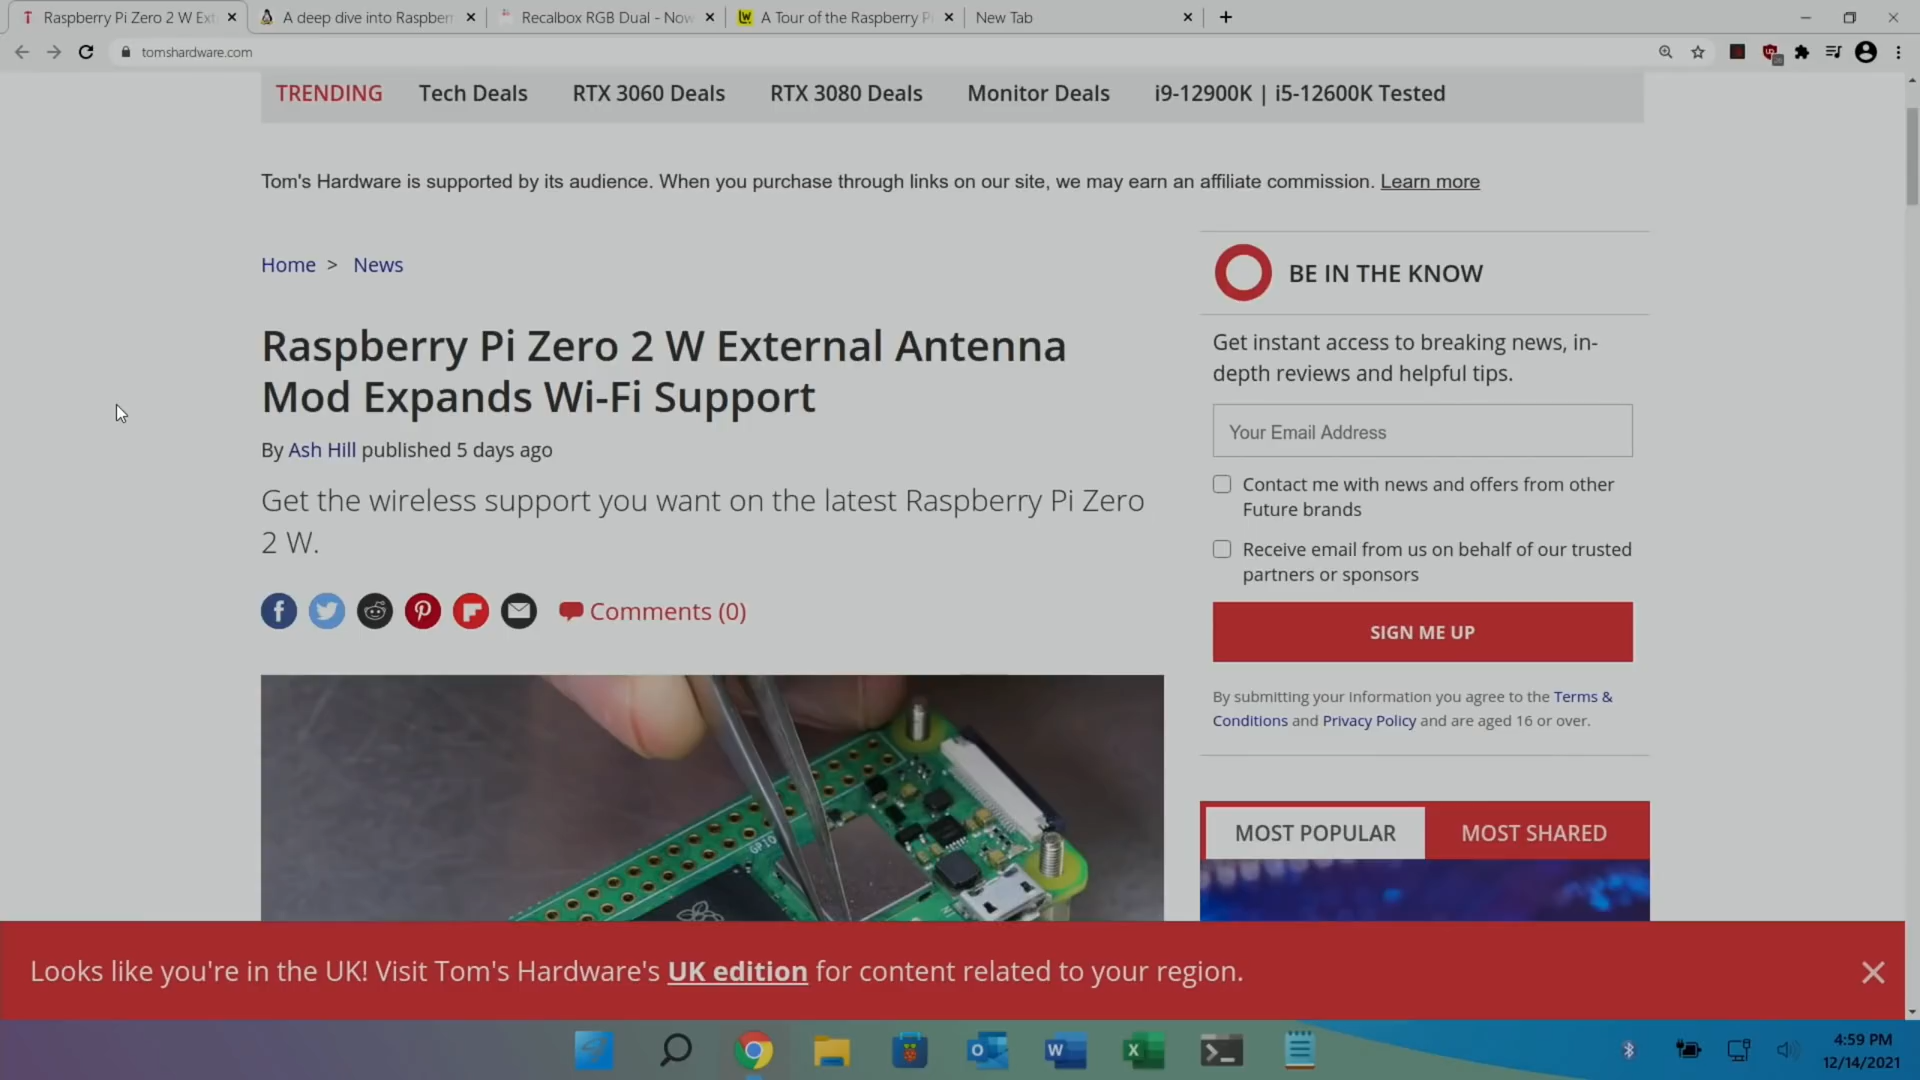 Raspberry Pi Zero 2 W Ext
A deep dive into Raspber
Recalbox RGB Dual - Now
A Tour of the Raspberry P
New Tab
tomshardware.com
TRENDING
Tech Deals
RTX 3060 Deals
RTX 3080 Deals
Monitor Deals
i9-12900K | i5-12600K Tested
Tom's Hardware is supported by its audience. When you purchase through links on our site, we may earn an affiliate commission. Learn more
Home > News
Raspberry Pi Zero 2 W External Antenna
Mod Expands Wi-Fi Support
By Ash Hill published 5 days ago
Get the wireless support you want on the latest Raspberry Pi Zero
2 W.
Comments (0)
GPIO
BE IN THE KNOW
Get instant access to breaking news, in-
depth reviews and helpful tips.
Your Email Address
Contact me with news and offers from other
Future brands
Receive email from us on behalf of our trusted
partners or sponsors
SIGN ME UP
By submitting your information you agree to the Terms &
Conditions and Privacy Policy and are aged 16 or over.
MOST POPULAR
MOST SHARED
Looks like you're in the UK! Visit Tom's Hardware's UK edition for content related to your region.
4:59 PM
12/14/2021